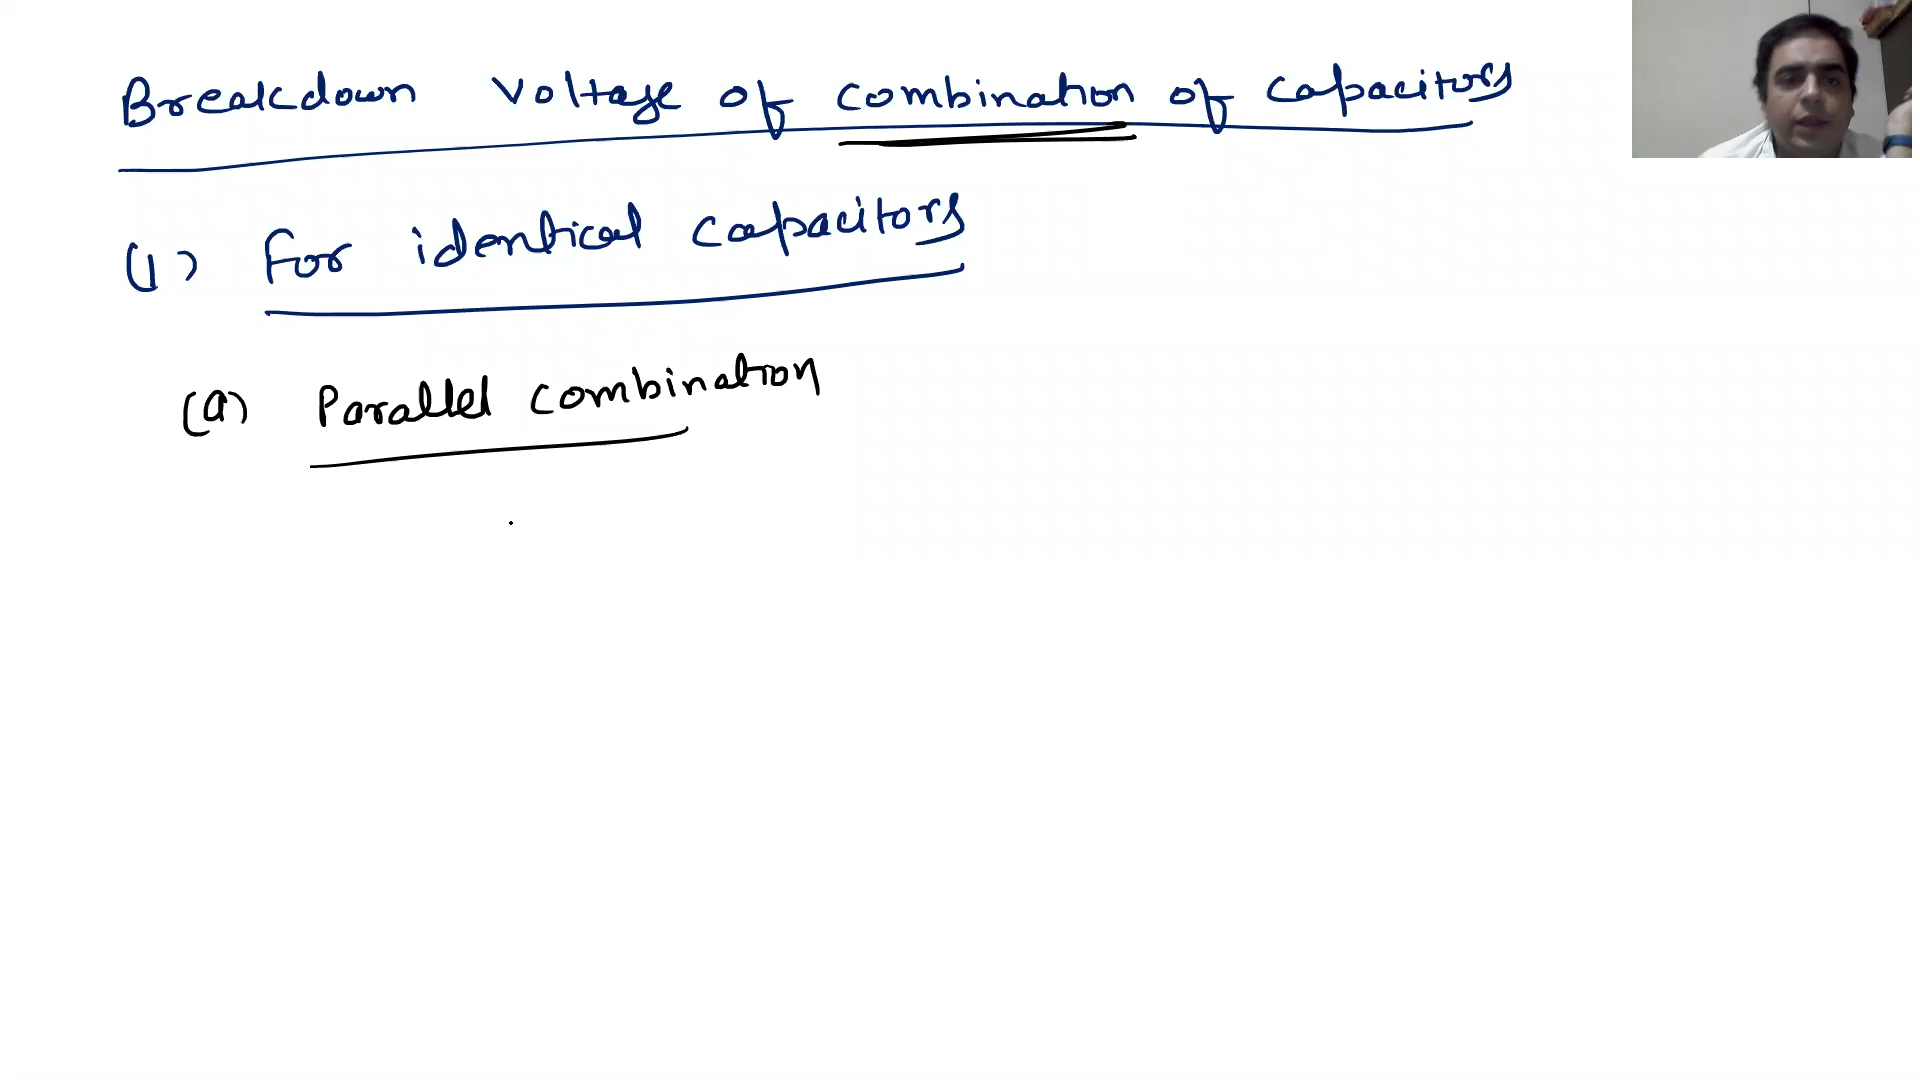 Breakdown voltage of combination of capacitors
(1) For identical capacitors
(a) Parallel combination